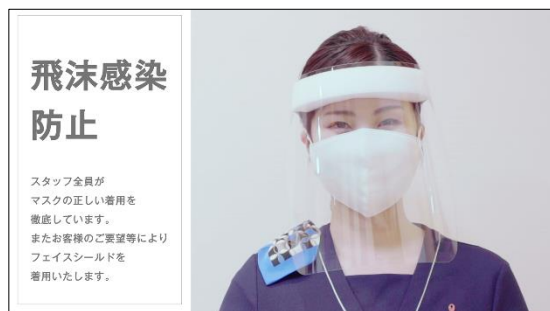 飛沫感染
防止
スタッフ全員が
マスクの正しい着用を
徹底しています。
またお客様のご要望等により
フェイスシールドを
着用いたします。